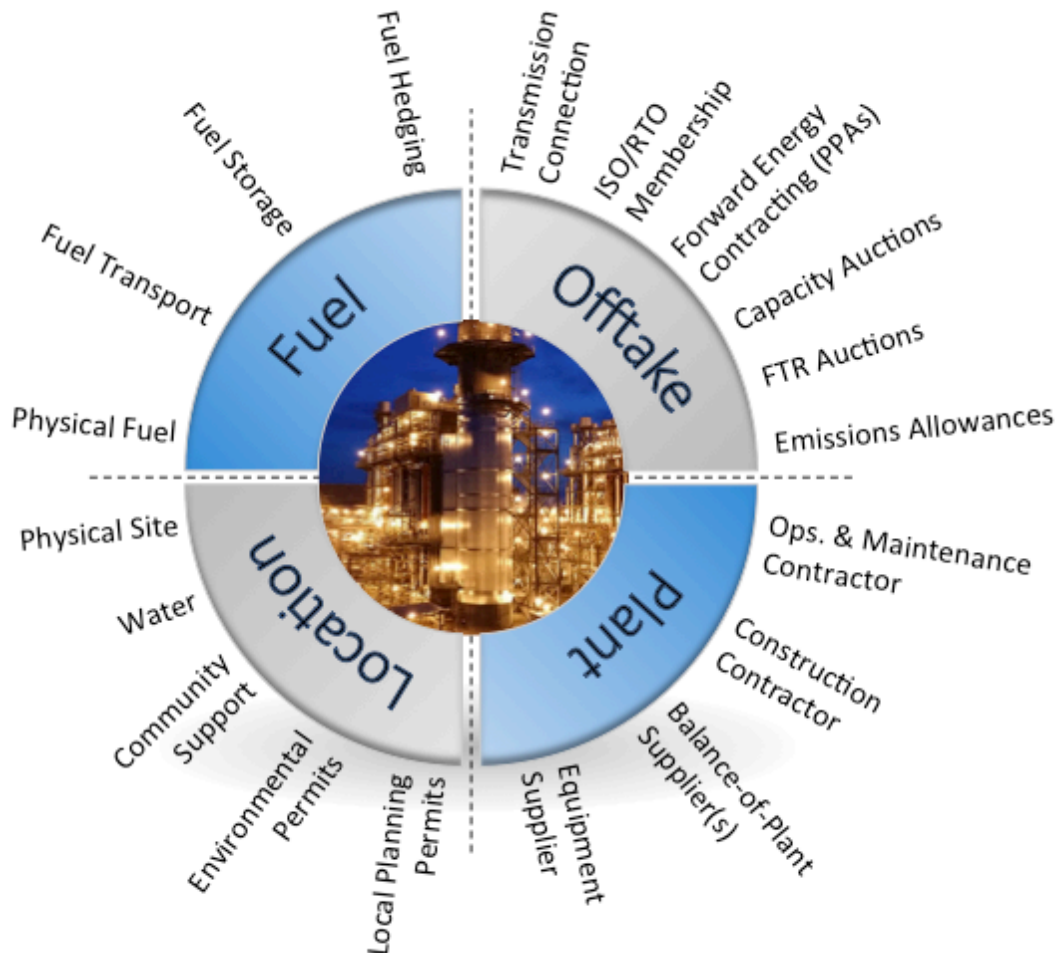 Fuel
Fuel Hedging
Fuel Storage
Fuel Transport
Physical Fuel
Offtake
Transmission
Connection
ISO/RTO
Membership
Forward Energy
Contracting (PPAs)
Capacity Auctions
FTR Auctions
Emissions Allowances
Plant
Ops. & Maintenance
Contractor
Construction
Contractor
Balance-of-Plant
Supplier(s)
Equipment
Supplier
Location
Physical Site
Water
Community
Support
Environmental
Permits
Local Planning
Permits